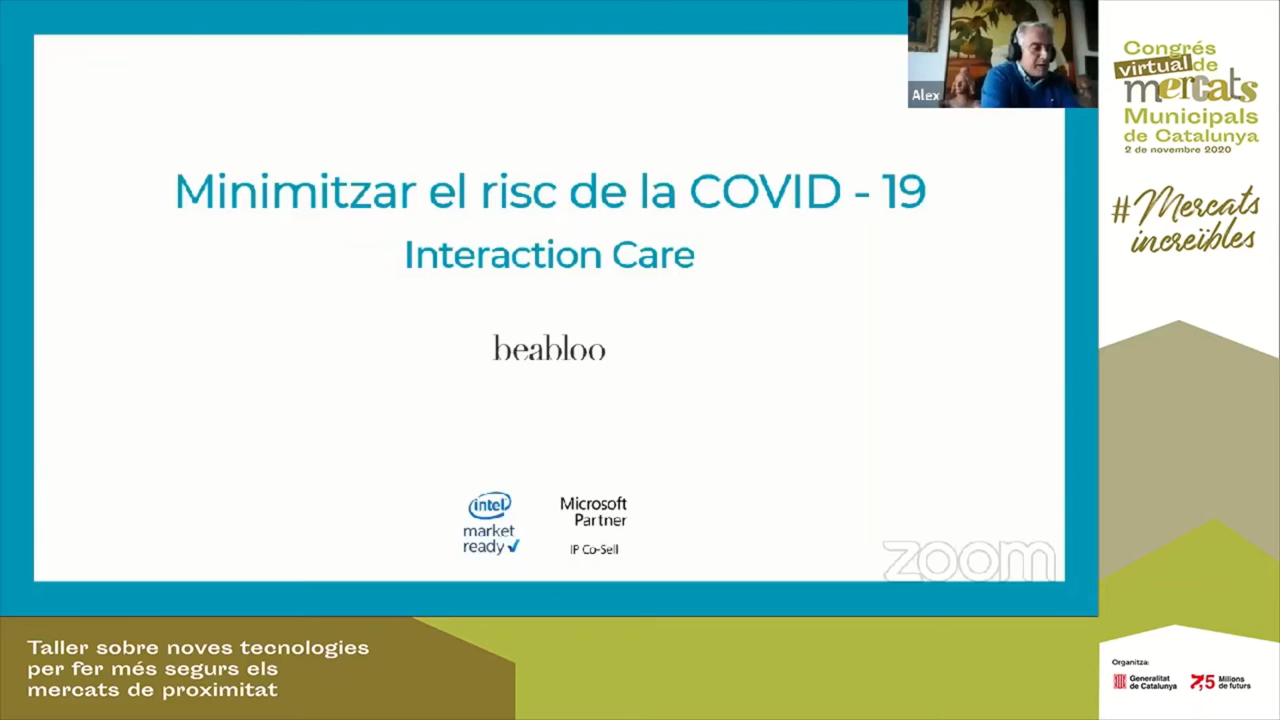 Minimitzar el risc de la COVID - 19
Interaction Care
beabloo
intel
market
ready
Microsoft
Partner
IP Co-Sell
zoom
Alex
Congrés
virtual de
mercats
Municipals
de Catalunya
2 de novembre 2020
#Mercats
increïbles
Taller sobre noves tecnologies
per fer més segurs els
mercats de proximitat
Organitza:
Generalitat
de Catalunya
7,5 Milions
de futurs